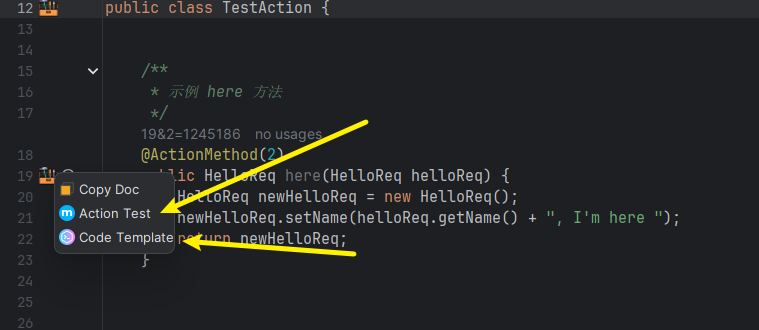 12 public class TestAction {
13
14
15 /**
16 * 示例 here 方法
17 */
19&2=1245186 no usages
18 @ActionMethod(2)
19 public HelloReq here(HelloReq helloReq) {
Copy Doc
20 HelloReq newHelloReq = new HelloReq();
Action Test
21 newHelloReq.setName(helloReq.getName() + ", I'm here ");
Code Template
22 return newHelloReq;
23 }
24
25
26